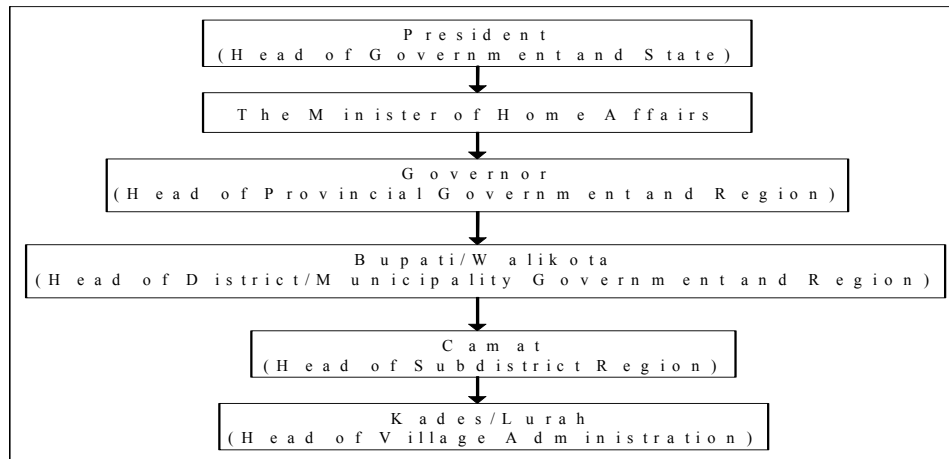 President
(Head of Government and State)
The Minister of Home Affairs
Governor
(Head of Provincial Government and Region)
Bupati/Walikota
(Head of District/Municipality Government and Region)
Camat
(Head of Subdistrict Region)
Kades/Lurah
(Head of Village Administration)